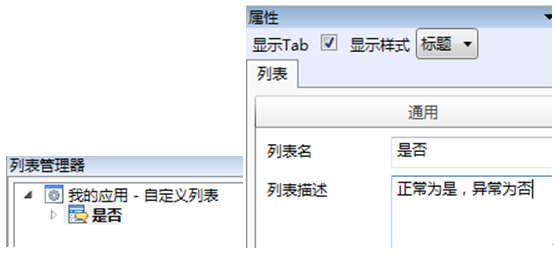 列表管理器
我的应用 - 自定义列表
是否
属性
显示Tab 显示样式 标题
列表
通用
列表名 是否
列表描述 正常为是，异常为否